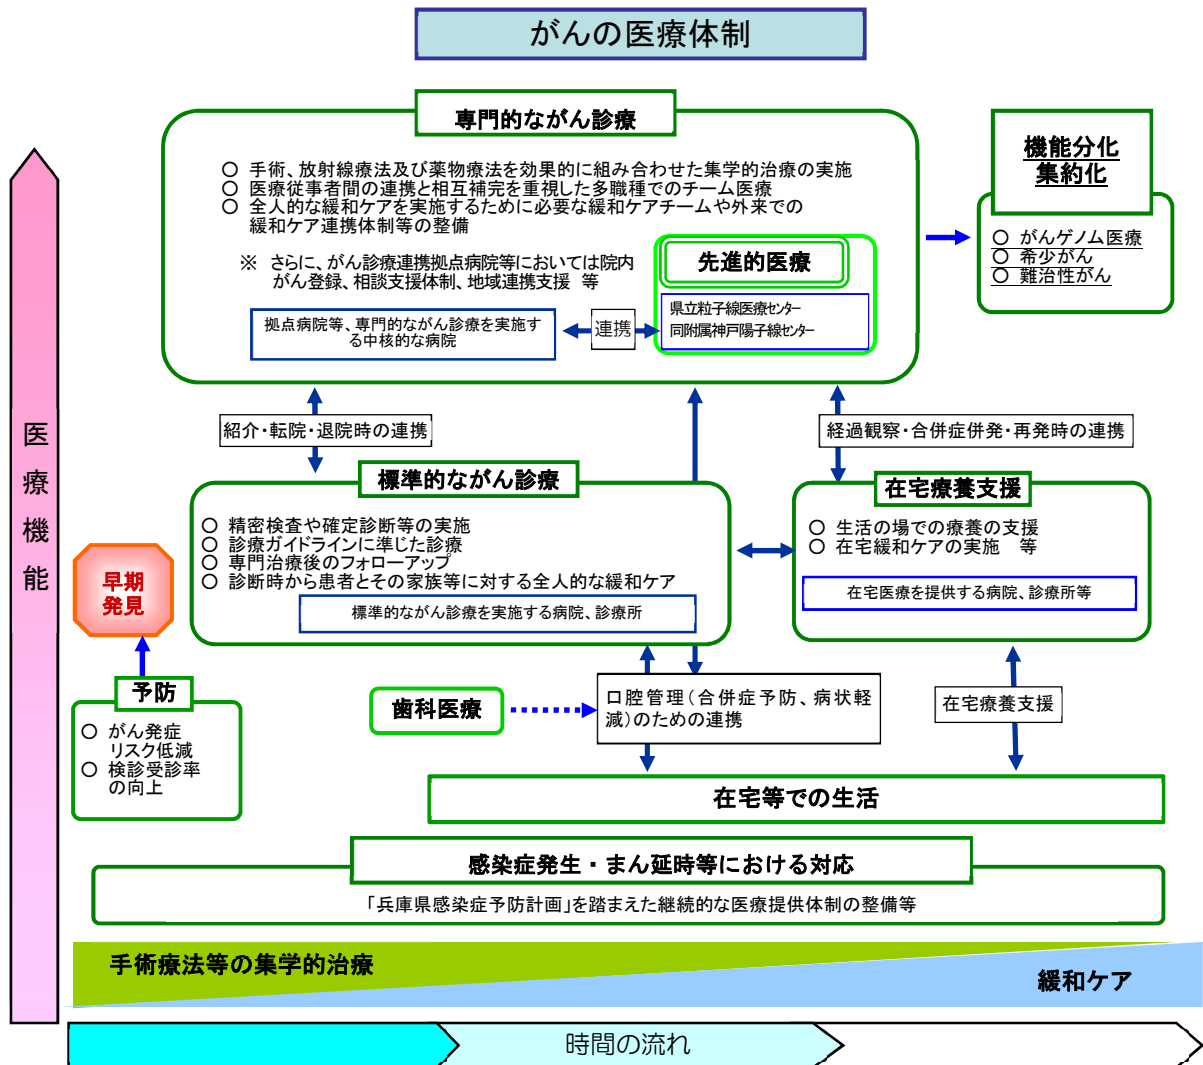 がんの医療体制
専門的ながん診療
○ 手術、放射線療法及び薬物療法を効果的に組み合わせた集学的治療の実施
○ 医療従事者間の連携と相互補完を重視した多職種でのチーム医療
○ 全人的な緩和ケアを実施するために必要な緩和ケアチームや外来での
緩和ケア連携体制等の整備
※ さらに、がん診療連携拠点病院等においては院内
がん登録、相談支援体制、地域連携支援 等
拠点病院等、専門的ながん診療を実施す
る中核的な病院
連携
先進的医療
県立粒子線医療センター
同附属神戸陽子線センター
機能分化
集約化
○ がんゲノム医療
○ 希少がん
○ 難治性がん
医療機能
紹介・転院・退院時の連携
経過観察・合併症併発・再発時の連携
標準的ながん診療
○ 精密検査や確定診断等の実施
○ 診療ガイドラインに準じた診療
○ 専門治療後のフォローアップ
○ 診断時から患者とその家族等に対する全人的な緩和ケア
標準的ながん診療を実施する病院、診療所
在宅療養支援
○ 生活の場での療養の支援
○ 在宅緩和ケアの実施 等
在宅医療を提供する病院、診療所等
早期
発見
予防
○ がん発症
リスク低減
○ 検診受診率
の向上
歯科医療
口腔管理(合併症予防、病状軽
減)のための連携
在宅療養支援
在宅等での生活
感染症発生・まん延時等における対応
「兵庫県感染症予防計画」を踏まえた継続的な医療提供体制の整備等
手術療法等の集学的治療
緩和ケア
時間の流れ